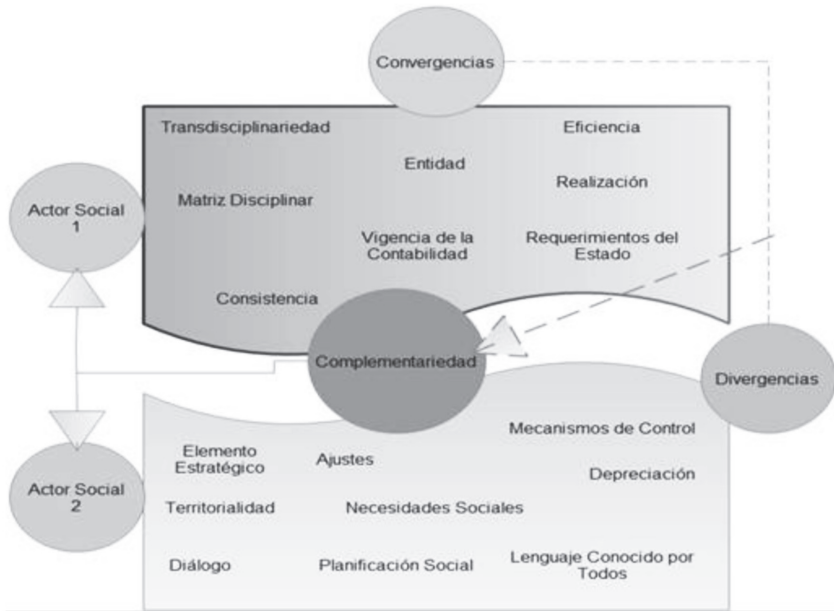 Convergencias
Transdisciplinariedad
Eficiencia
Entidad
Realización
Matriz Disciplinar
Actor Social
1
Vigencia de la
Contabilidad
Requerimientos del
Estado
Consistencia
Complementariedad
Divergencias
Mecanismos de Control
Elemento
Estratégico
Ajustes
Depreciación
Actor Social
2
Territorialidad
Necesidades Sociales
Diálogo
Planificación Social
Lenguaje Conocido por
Todos